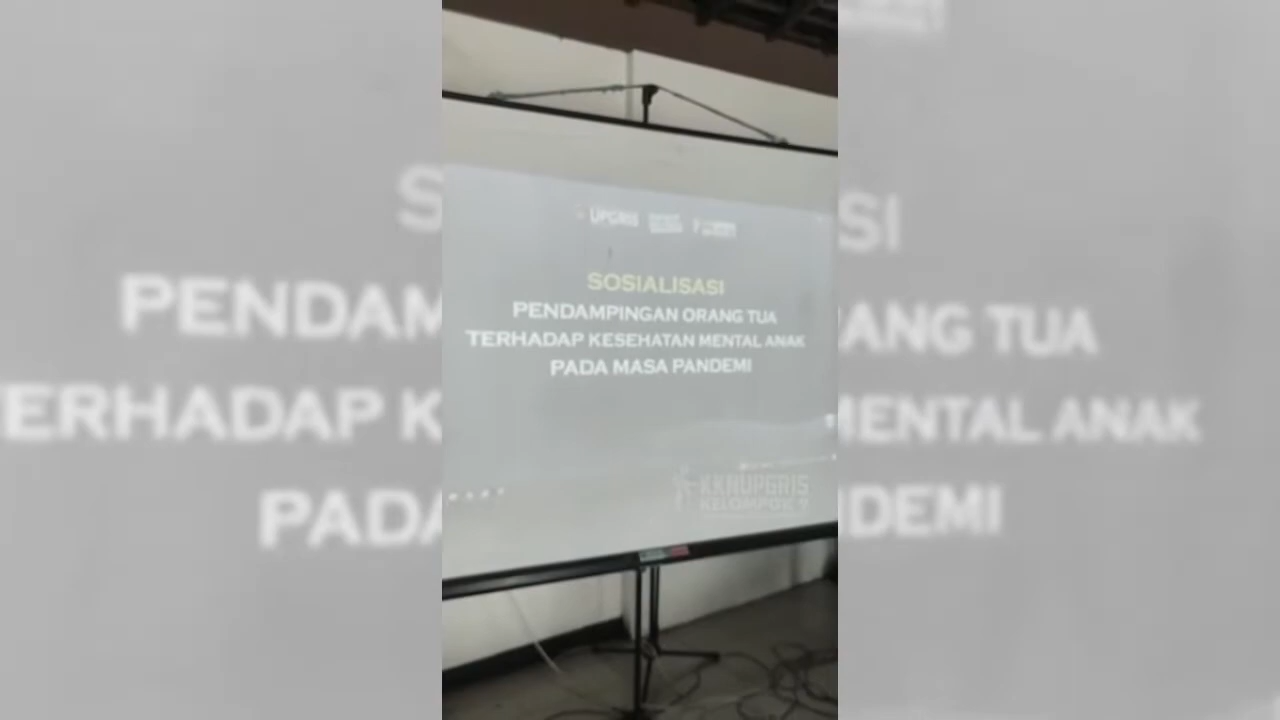 UPGRIS
SOSIALISASI
PENDAMPINGAN ORANG TUA
TERHADAP KESEHATAN MENTAL ANAK
PADA MASA PANDEMI
KKNUPGRIS
KELOMPOK 9